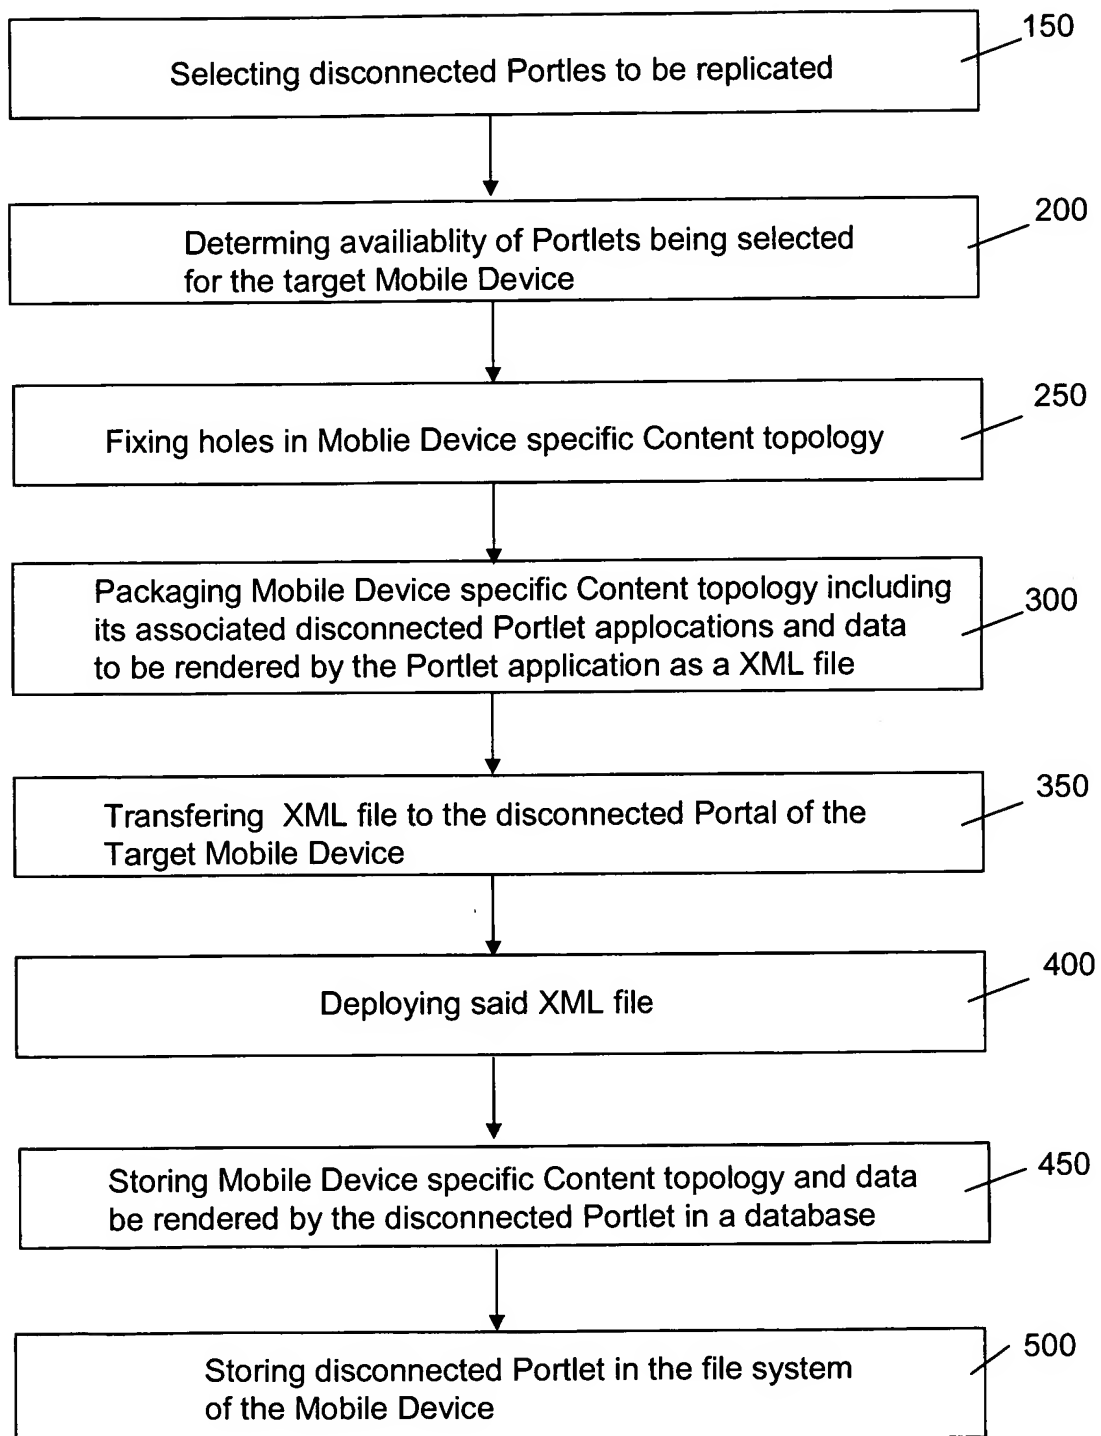 150
Selecting disconnected Portles to be replicated
200
Determing availiablity of Portlets being selected
for the target Mobile Device
250
Fixing holes in Moblie Device specific Content topology
300
Packaging Mobile Device specific Content topology including
its associated disconnected Portlet applocations and data
to be rendered by the Portlet application as a XML file
350
Transfering XML file to the disconnected Portal of the
Target Mobile Device
400
Deploying said XML file
450
Storing Mobile Device specific Content topology and data
be rendered by the disconnected Portlet in a database
500
Storing disconnected Portlet in the file system
of the Mobile Device